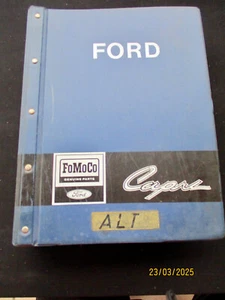 FORD
FoMoCo
GENUINE PARTS
Ford
Capri
ALT
23/03/2025